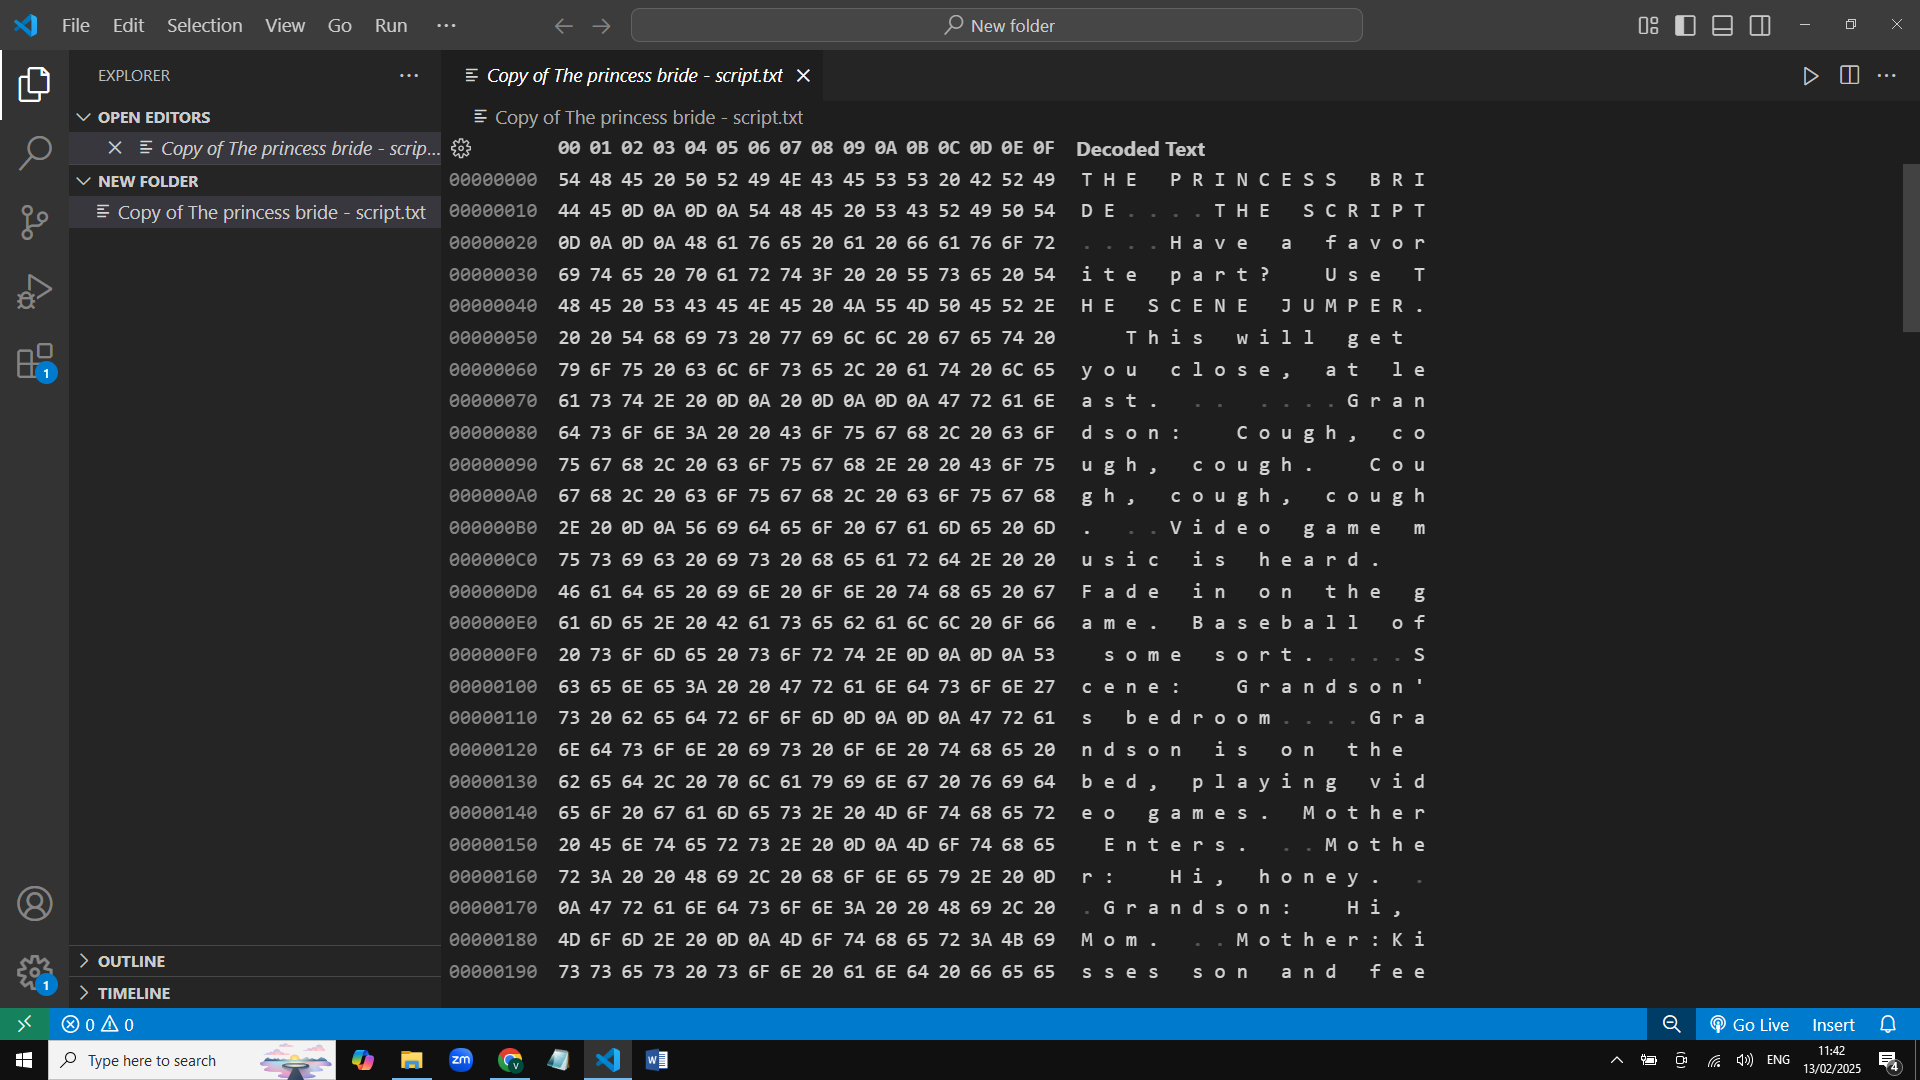 File Edit Selection View Go Run ··· New folder
EXPLORER ···
OPEN EDITORS
Copy of The princess bride - scrip...
NEW FOLDER
Copy of The princess bride - script.txt
OUTLINE
TIMELINE
Copy of The princess bride - script.txt
Copy of The princess bride - script.txt
00 01 02 03 04 05 06 07 08 09 0A 0B 0C 0D 0E 0F Decoded Text
00000000 54 48 45 20 50 52 49 4E 43 45 53 53 20 42 52 49 T H E   P R I N C E S S   B R I
00000010 44 45 0D 0A 0D 0A 54 48 45 20 53 43 52 49 50 54 D E . . . . T H E   S C R I P T
00000020 0D 0A 0D 0A 48 61 76 65 20 61 20 66 61 76 6F 72 . . . . H a v e   a   f a v o r
00000030 69 74 65 20 70 61 72 74 3F 20 20 55 73 65 20 54 i t e   p a r t ?     U s e   T
00000040 48 45 20 53 43 45 4E 45 20 4A 55 4D 50 45 52 2E H E   S C E N E   J U M P E R .
00000050 20 20 54 68 69 73 20 77 69 6C 6C 20 67 65 74 20 T h i s   w i l l   g e t
00000060 79 6F 75 20 63 6C 6F 73 65 2C 20 61 74 20 6C 65 y o u   c l o s e ,   a t   l e
00000070 61 73 74 2E 20 0D 0A 20 0D 0A 0D 0A 47 72 61 6E a s t .   . .   . . . . G r a n
00000080 64 73 6F 6E 3A 20 20 43 6F 75 67 68 2C 20 63 6F d s o n :     C o u g h ,   c o
00000090 75 67 68 2C 20 63 6F 75 67 68 2E 20 20 43 6F 75 u g h ,   c o u g h .     C o u
000000A0 67 68 2C 20 63 6F 75 67 68 2C 20 63 6F 75 67 68 g h ,   c o u g h ,   c o u g h
000000B0 2E 20 0D 0A 56 69 64 65 6F 20 67 61 6D 65 20 6D .   . . V i d e o   g a m e   m
000000C0 75 73 69 63 20 69 73 20 68 65 61 72 64 2E 20 20 u s i c   i s   h e a r d .
000000D0 46 61 64 65 20 69 6E 20 6F 6E 20 74 68 65 20 67 F a d e   i n   o n   t h e   g
000000E0 61 6D 65 2E 20 42 61 73 65 62 61 6C 6C 20 6F 66 a m e .   B a s e b a l l   o f
000000F0 20 73 6F 6D 65 20 73 6F 72 74 2E 0D 0A 0D 0A 53 s o m e   s o r t . . . . . S
00000100 63 65 6E 65 3A 20 20 47 72 61 6E 64 73 6F 6E 27 c e n e :     G r a n d s o n '
00000110 73 20 62 65 64 72 6F 6F 6D 0D 0A 0D 0A 47 72 61 s   b e d r o o m . . . . G r a
00000120 6E 64 73 6F 6E 20 69 73 20 6F 6E 20 74 68 65 20 n d s o n   i s   o n   t h e
00000130 62 65 64 2C 20 70 6C 61 79 69 6E 67 20 76 69 64 b e d ,   p l a y i n g   v i d
00000140 65 6F 20 67 61 6D 65 73 2E 20 4D 6F 74 68 65 72 e o   g a m e s .   M o t h e r
00000150 20 45 6E 74 65 72 73 2E 20 0D 0A 4D 6F 74 68 65 E n t e r s .   . . M o t h e
00000160 72 3A 20 20 48 69 2C 20 68 6F 6E 65 79 2E 20 0D r :     H i ,   h o n e y .   .
00000170 0A 47 72 61 6E 64 73 6F 6E 3A 20 20 48 69 2C 20 . G r a n d s o n :     H i ,
00000180 4D 6F 6D 2E 20 0D 0A 4D 6F 74 68 65 72 3A 4B 69 M o m .   . . M o t h e r : K i
00000190 73 73 65 73 20 73 6F 6E 20 61 6E 64 20 66 65 65 s s e s   s o n   a n d   f e e
0 0 Go Live Insert
Type here to search ENG 11:42
13/02/2025 4
zm
V
W
1
1